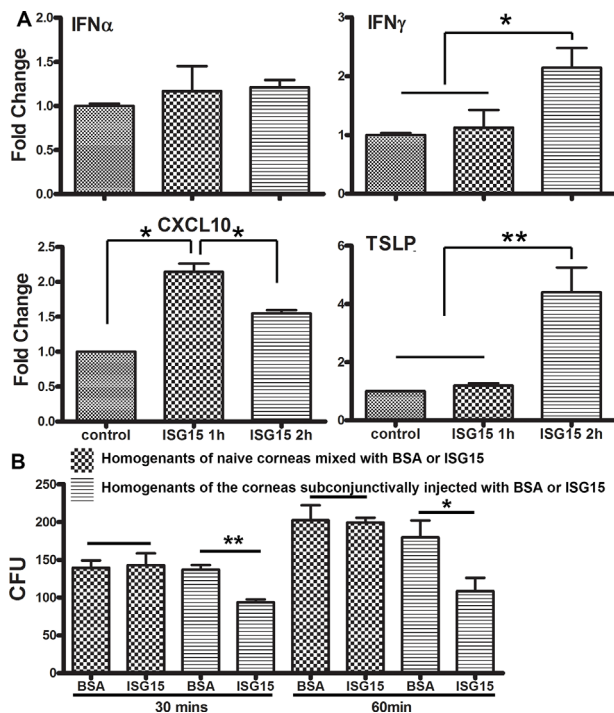 A
IFNα
IFNγ
Fold Change
2.0
1.5
1.0
0.5
0.0
*
3
2
1
0
CXCL10
TSLP
Fold Change
2.5
2.0
1.5
1.0
0.5
0.0
* *
**
6
4
2
0
control ISG15 1h ISG15 2h
control ISG15 1h ISG15 2h
B
Homogenants of naive corneas mixed with BSA or ISG15
Homogenants of the corneas subconjunctivally injected with BSA or ISG15
CFU
250
200
150
100
50
0
**
*
BSA ISG15 BSA ISG15 BSA ISG15 BSA ISG15
30 mins 60min